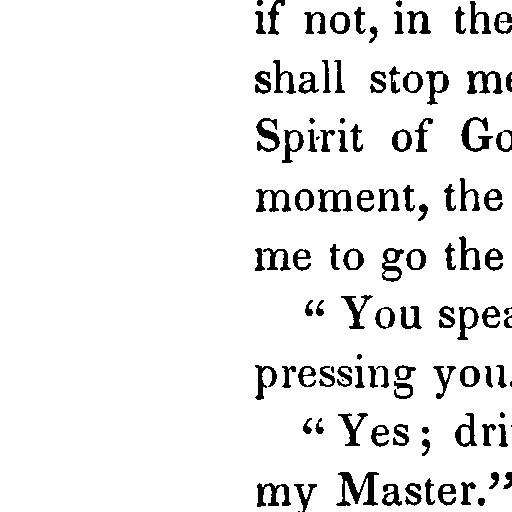 if not, in the
shall stop me
Spirit of Go
moment, the
me to go the
“ You spea
pressing you.
“ Yes ; dri
my Master.”